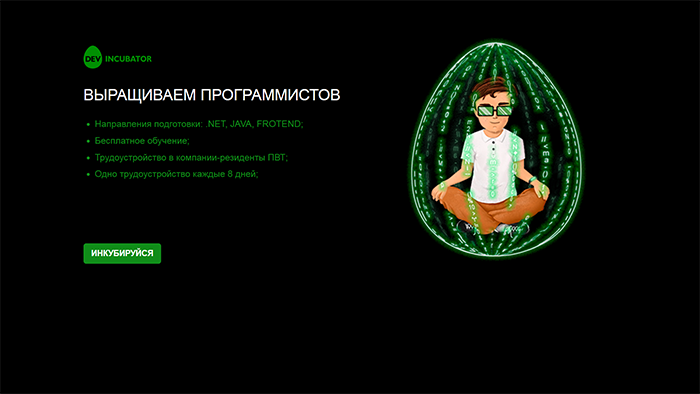 DEV INCUBATOR
ВЫРАЩИВАЕМ ПРОГРАММИСТОВ
Направления подготовки: .NET, JAVA, FROTEND;
Бесплатное обучение;
Трудоустройство в компании-резиденты ПВТ;
Одно трудоустройство каждые 8 дней;
ИНКУБИРУЙСЯ